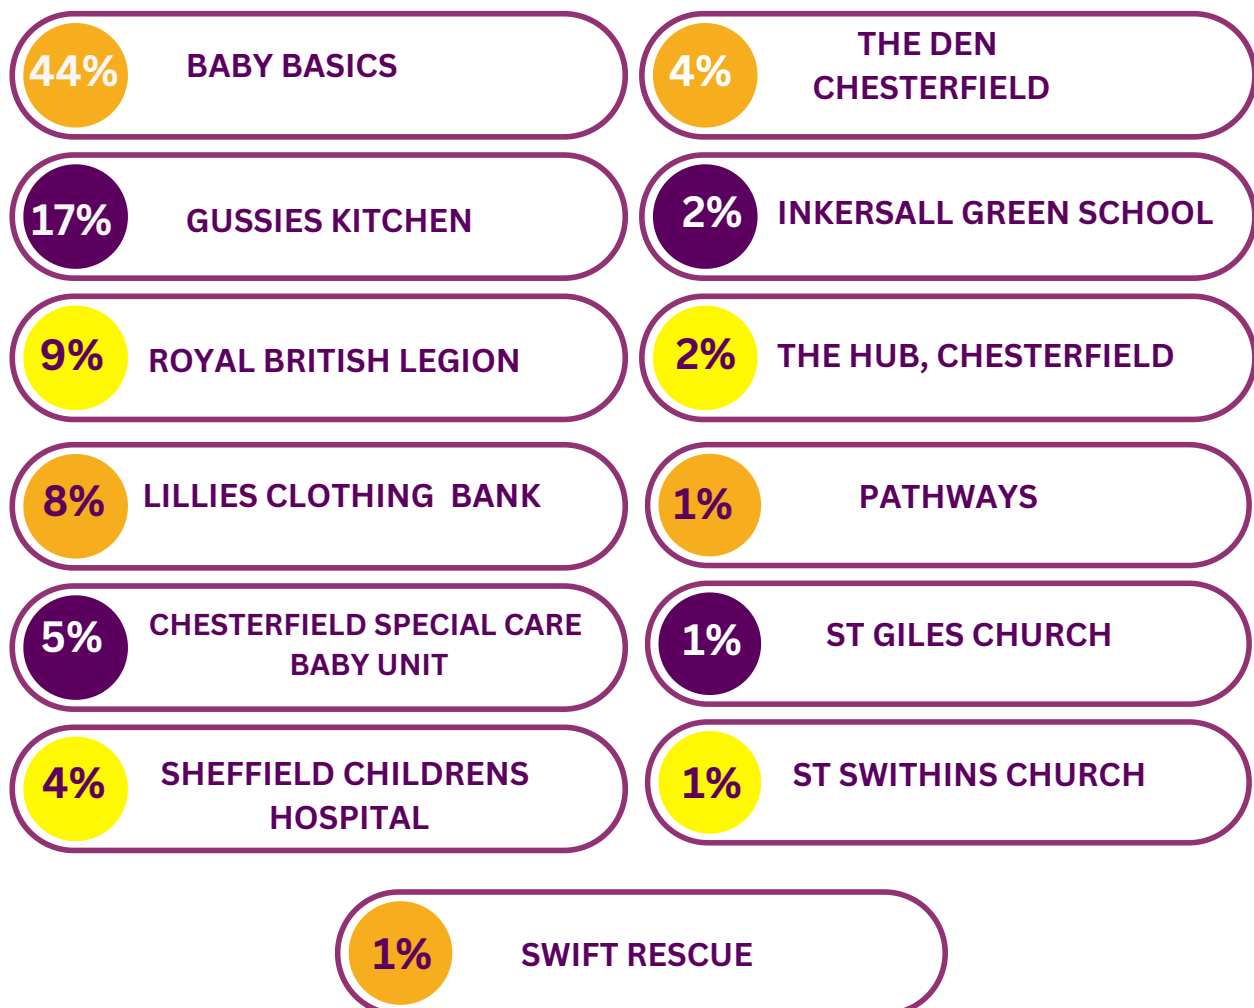 44% BABY BASICS
4% THE DEN
CHESTERFIELD
17% GUSSIES KITCHEN
2% INKERSALL GREEN SCHOOL
9% ROYAL BRITISH LEGION
2% THE HUB, CHESTERFIELD
8% LILLIES CLOTHING BANK
1% PATHWAYS
5% CHESTERFIELD SPECIAL CARE
BABY UNIT
1% ST GILES CHURCH
4% SHEFFIELD CHILDRENS
HOSPITAL
1% ST SWITHINS CHURCH
1% SWIFT RESCUE